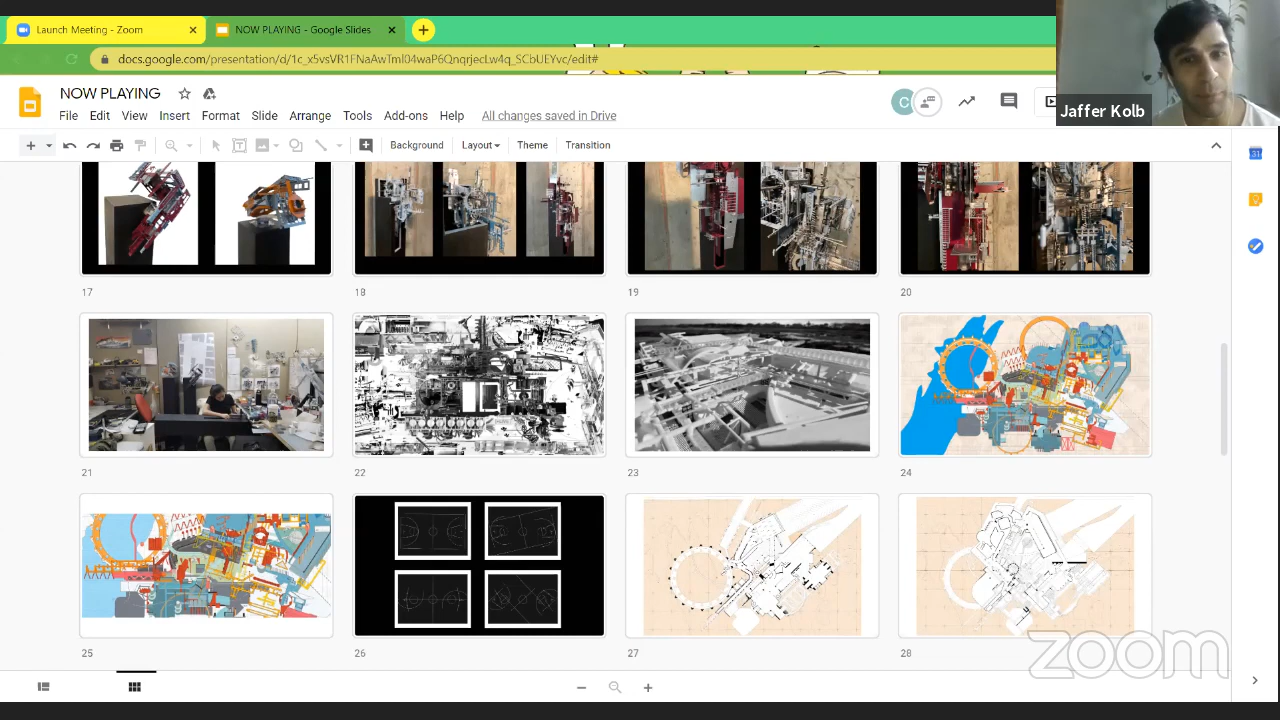 Launch Meeting - Zoom
NOW PLAYING - Google Slides
docs.google.com/presentation/d/1c_x5vsVR1FNaAwTml04waP6QnqrjecLw4q_SCbUEYvc/edit#
NOW PLAYING
C
Jaffer Kolb
File Edit View Insert Format Slide Arrange Tools Add-ons Help All changes saved in Drive
Background Layout Theme Transition
31
17 18 19 20
21 22 23 24
25 26 27 28
zoom